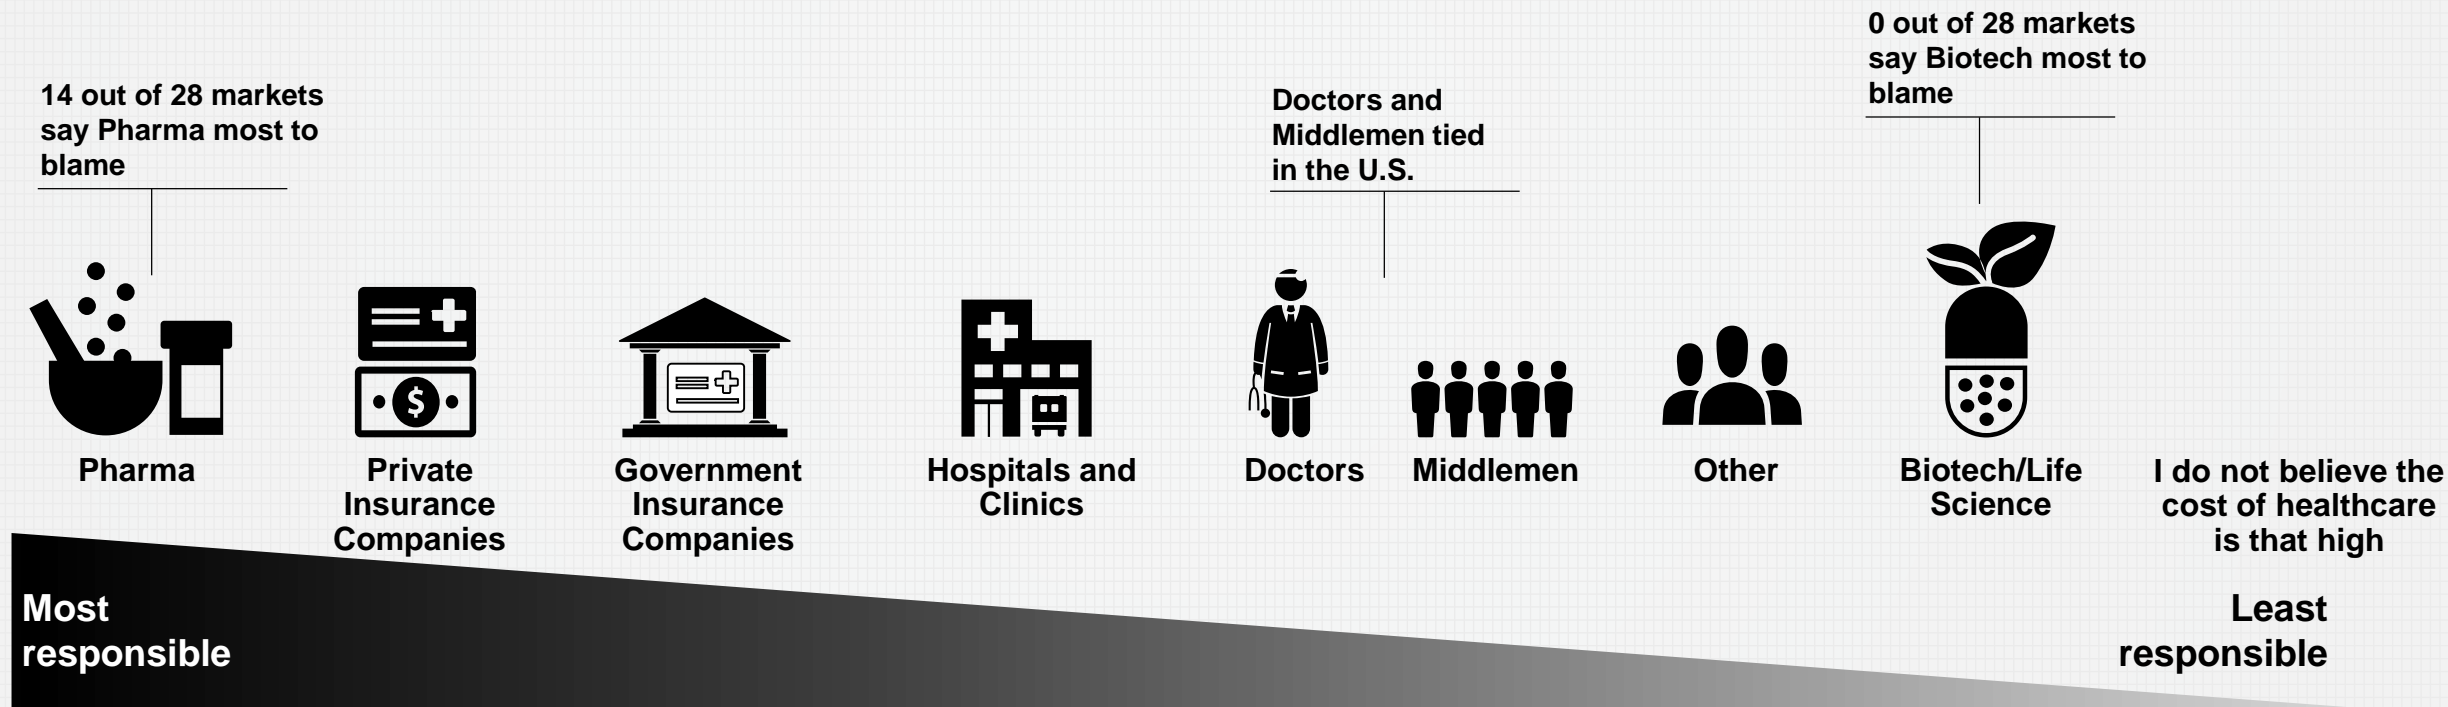 14 out of 28 markets
say Pharma most to
blame
Doctors and
Middlemen tied
in the U.S.
0 out of 28 markets
say Biotech most to
blame
$
Pharma
Private
Insurance
Companies
Government
Insurance
Companies
Hospitals and
Clinics
Doctors
Middlemen
Other
Biotech/Life
Science
I do not believe the
cost of healthcare
is that high
Most
responsible
Least
responsible